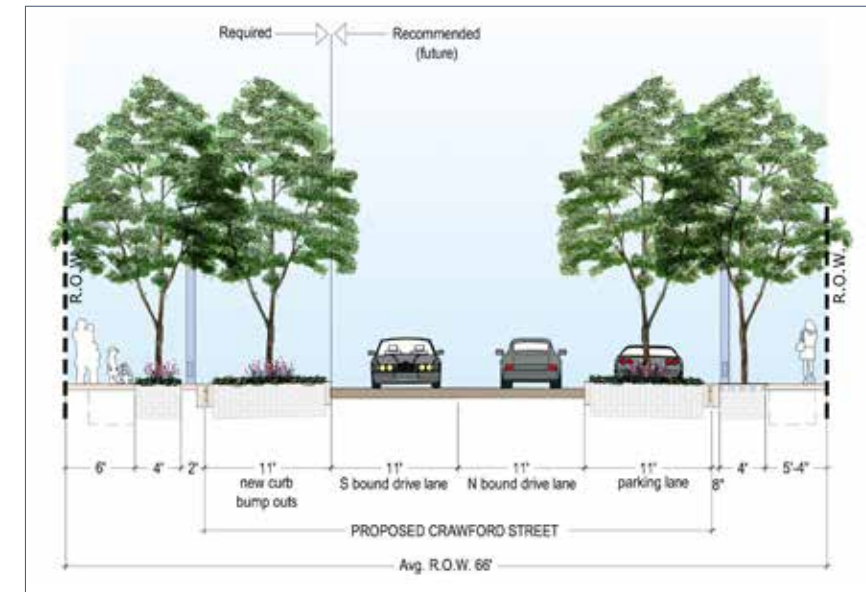 Required
Recommended
(future)
R.O.W.
R.O.W.
6'
4'
2'
11'
new curb
bump outs
11'
S bound drive lane
11'
N bound drive lane
11'
parking lane
8"
4'
5'-4"
PROPOSED CRAWFORD STREET
Avg. R.O.W. 66'